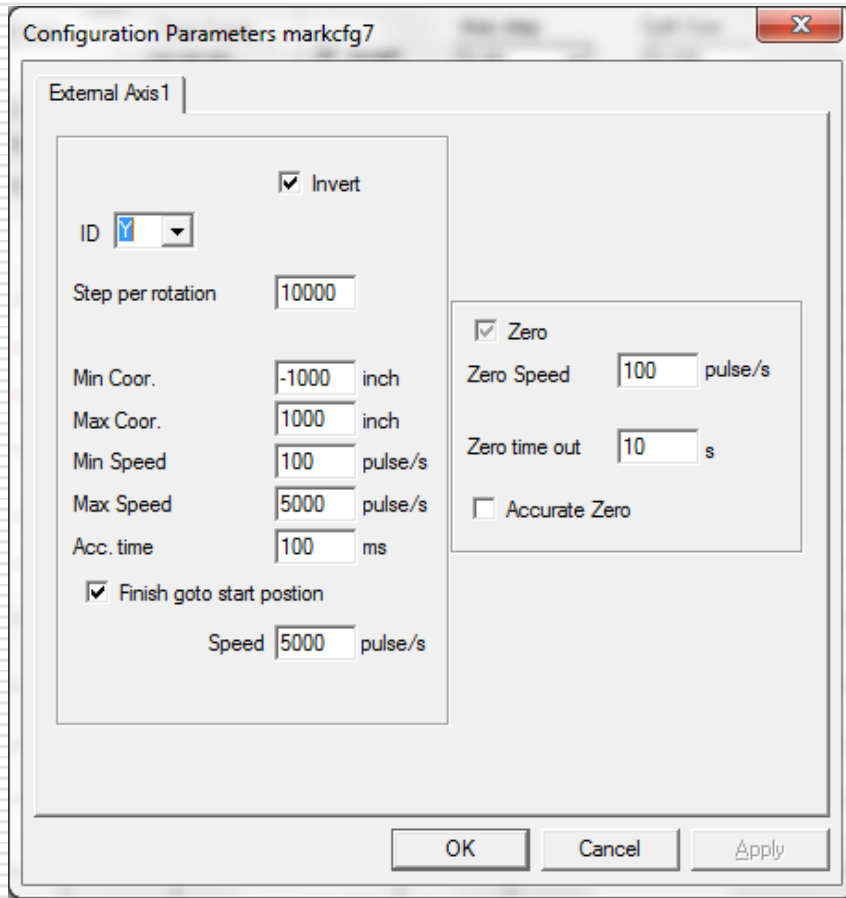 Configuration Parameters markcfg7
External Axis1
Invert
ID Y
Step per rotation 10000
Min Coor. -1000 inch
Max Coor. 1000 inch
Min Speed 100 pulse/s
Max Speed 5000 pulse/s
Acc. time 100 ms
Finish goto start postion
Speed 5000 pulse/s
Zero
Zero Speed 100 pulse/s
Zero time out 10 s
Accurate Zero
OK Cancel Apply